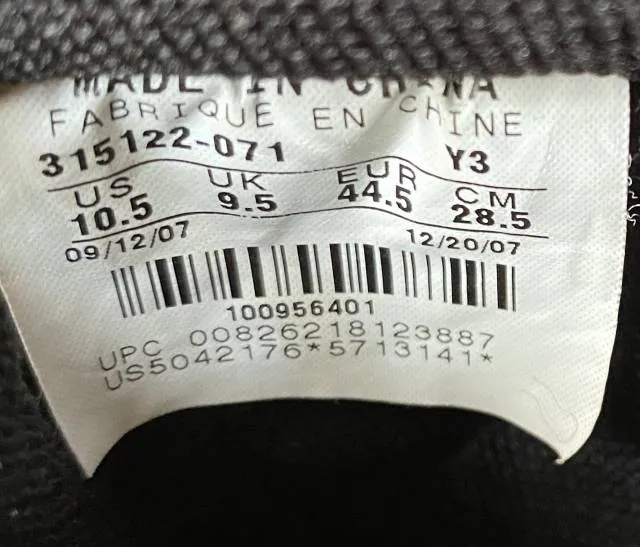 MADE IN CHINA
FABRIQUE EN CHINE
315122-071 Y3
US UK EUR CM
10.5 9.5 44.5 28.5
09/12/07 12/20/07
100956401
UPC 00826218123887
US5042176*5713141*